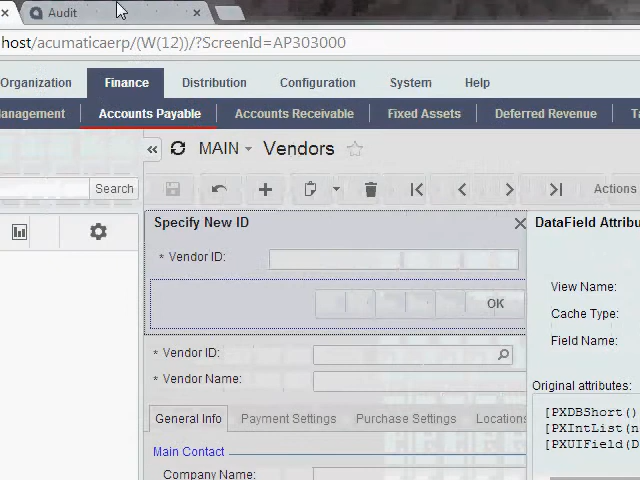 Audit
host/acumaticaerp/(W(12))/?ScreenId=AP303000
Organization Finance Distribution Configuration System Help
anagement Accounts Payable Accounts Receivable Fixed Assets Deferred Revenue
MAIN Vendors
Search
Actions
Specify New ID
DataField Attribu
* Vendor ID:
View Name:
OK
Cache Type:
Field Name:
* Vendor ID:
* Vendor Name:
Original attributes:
General Info Payment Settings Purchase Settings Locations
[PXDBShort()
[PXIntList(n
[PXUIField(D
Main Contact
Company Name: